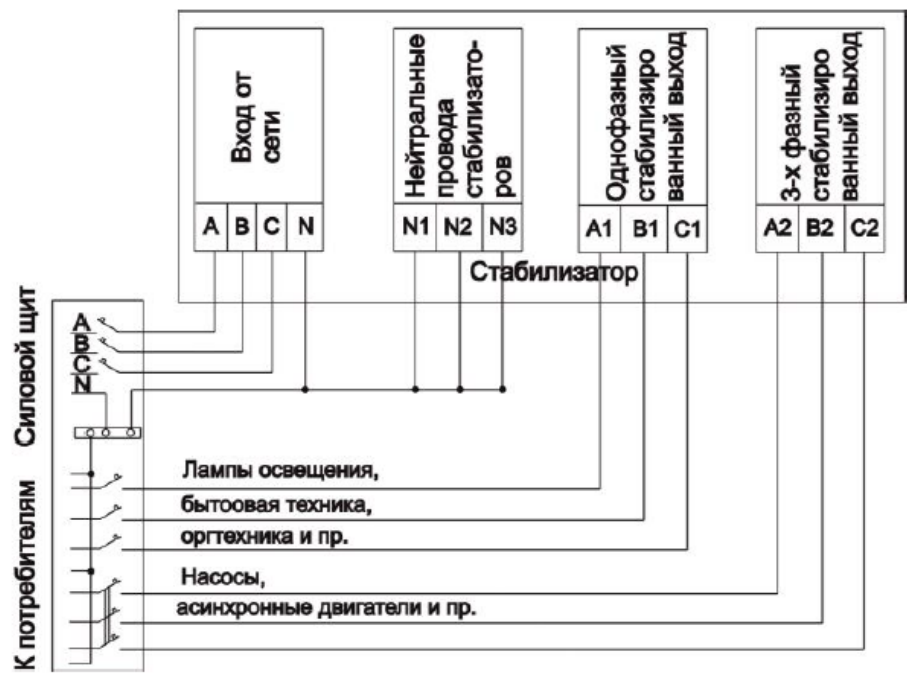 Вход от
сети
A B C N
Нейтральные
провода
стабилизато-
ров
N1 N2 N3
Однофазный
стабилизиро
ванный выход
A1 B1 C1
3-х фазный
стабилизиро
ванный выход
A2 B2 C2
Стабилизатор
Силовой щит
A
B
C
N
К потребителям
Лампы освещения,
бытоовая техника,
оргтехника и пр.
Насосы,
асинхронные двигатели и пр.